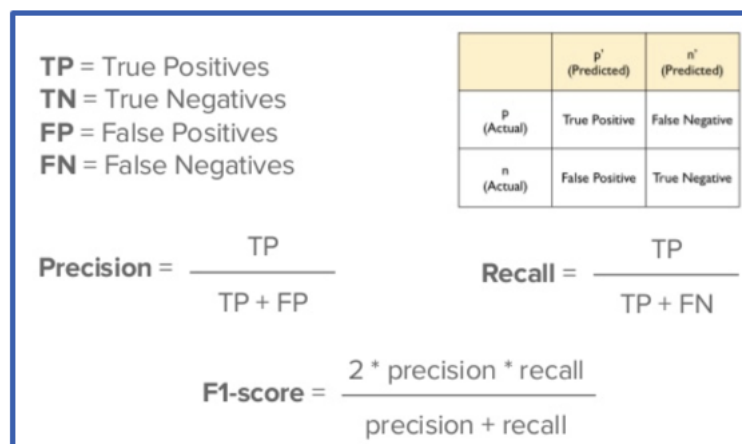 TP = True Positives
TN = True Negatives
FP = False Positives
FN = False Negatives
p'
(Predicted)
n'
(Predicted)
p
(Actual)
True Positive
False Negative
n
(Actual)
False Positive
True Negative
Precision =
TP
TP + FP
Recall =
TP
TP + FN
F1-score =
2 * precision * recall
precision + recall